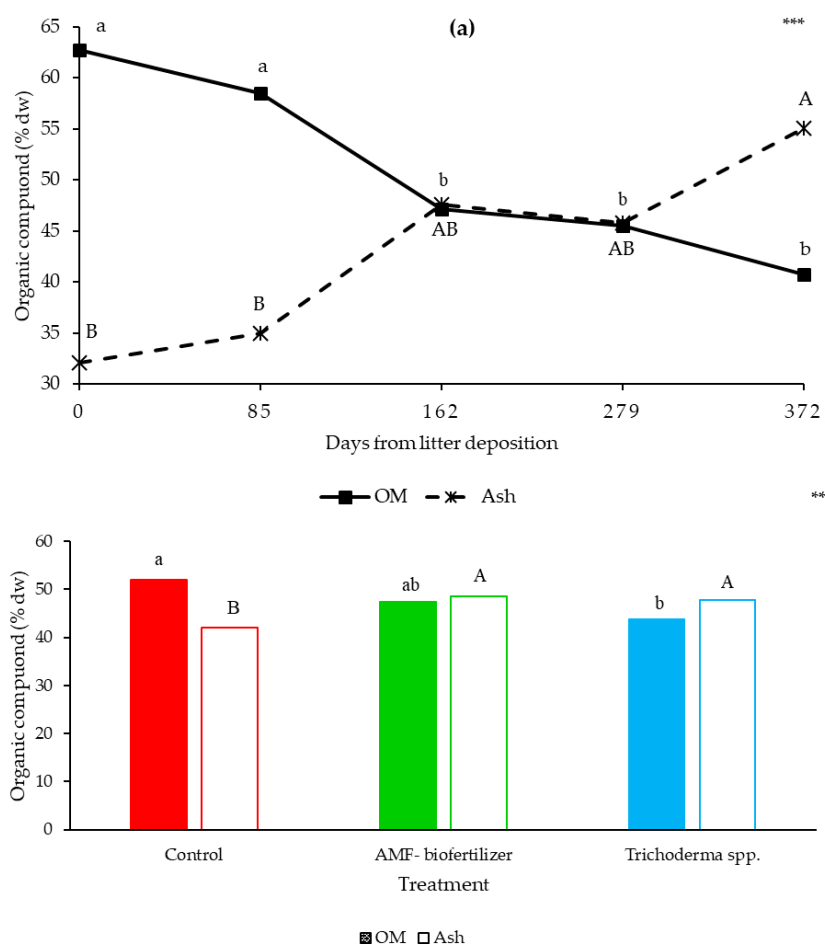 (a)
***
65
60
55
50
45
40
35
30
Organic compuond (% dw)
a
a
b
b
b
B
B
AB
AB
A
0 85 162 279 372
Days from litter deposition
OM Ash
**
60
50
40
30
20
10
0
Organic compuond (% dw)
a
B
ab
A
b
A
Control AMF- biofertilizer Trichoderma spp.
Treatment
OM Ash